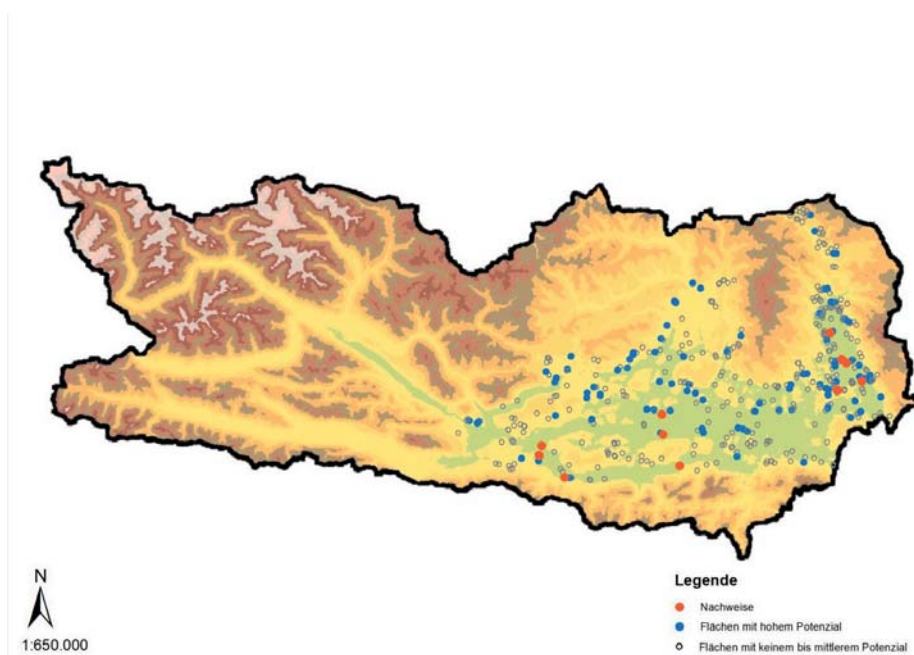 N
1:650.000
Legende
Nachweise
Flächen mit hohem Potenzial
Flächen mit keinem bis mittlerem Potenzial